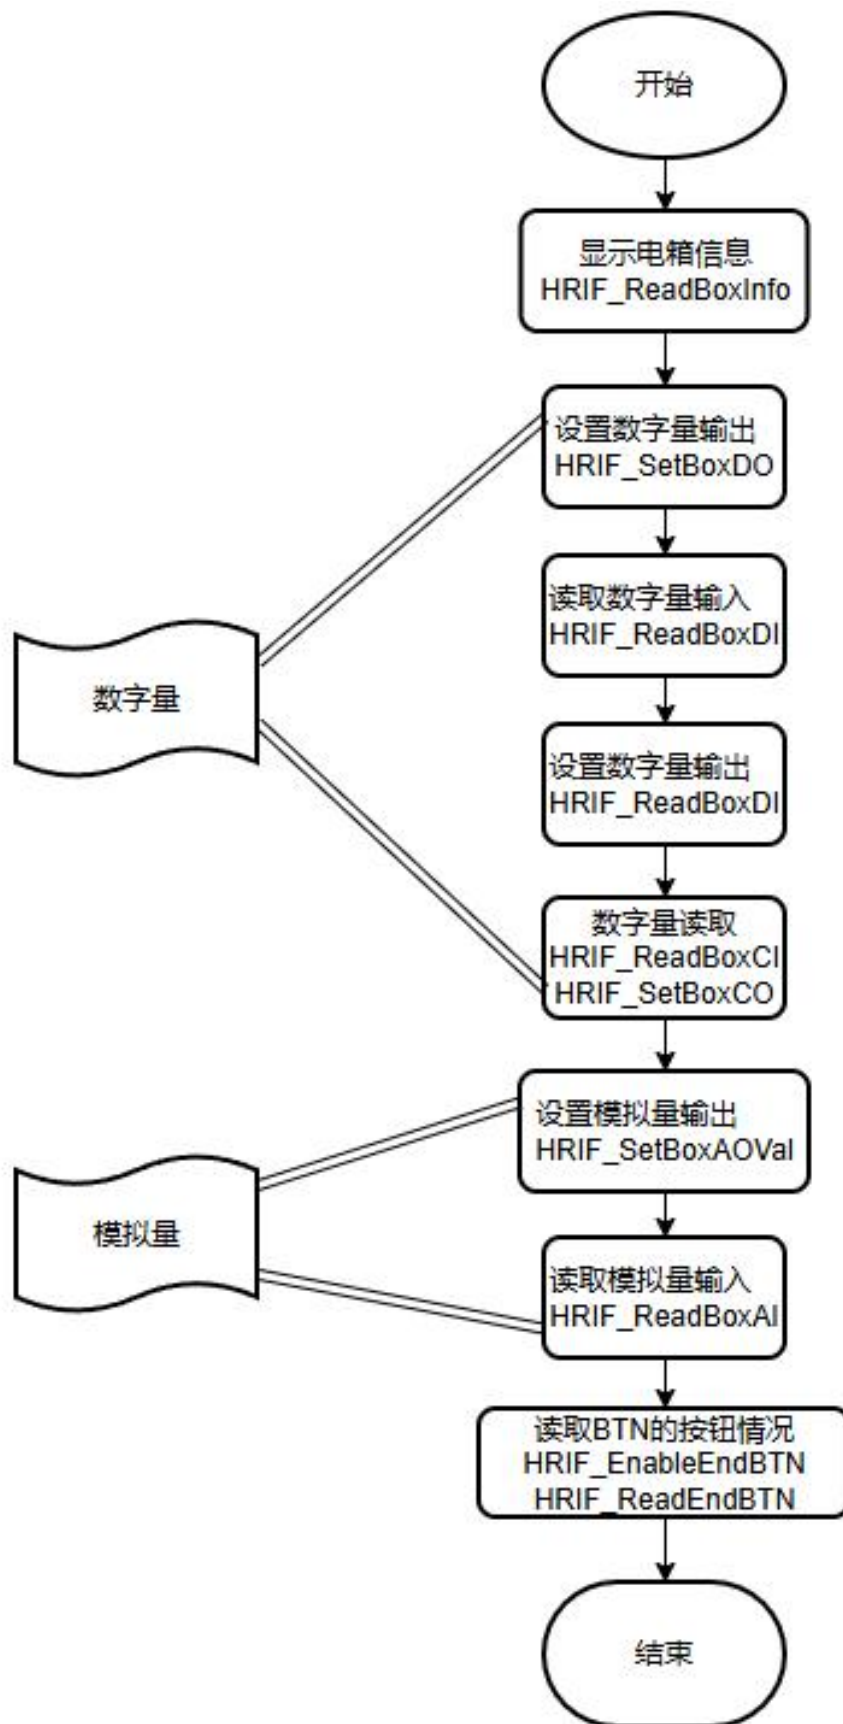 开始
显示电箱信息
HRIF_ReadBoxInfo
设置数字量输出
HRIF_SetBoxDO
读取数字量输入
HRIF_ReadBoxDI
数字量
设置数字量输出
HRIF_ReadBoxDI
数字量读取
HRIF_ReadBoxCI
HRIF_SetBoxCO
设置模拟量输出
HRIF_SetBoxAOVal
模拟量
读取模拟量输入
HRIF_ReadBoxAI
读取BTN的按钮情况
HRIF_EnableEndBTN
HRIF_ReadEndBTN
结束